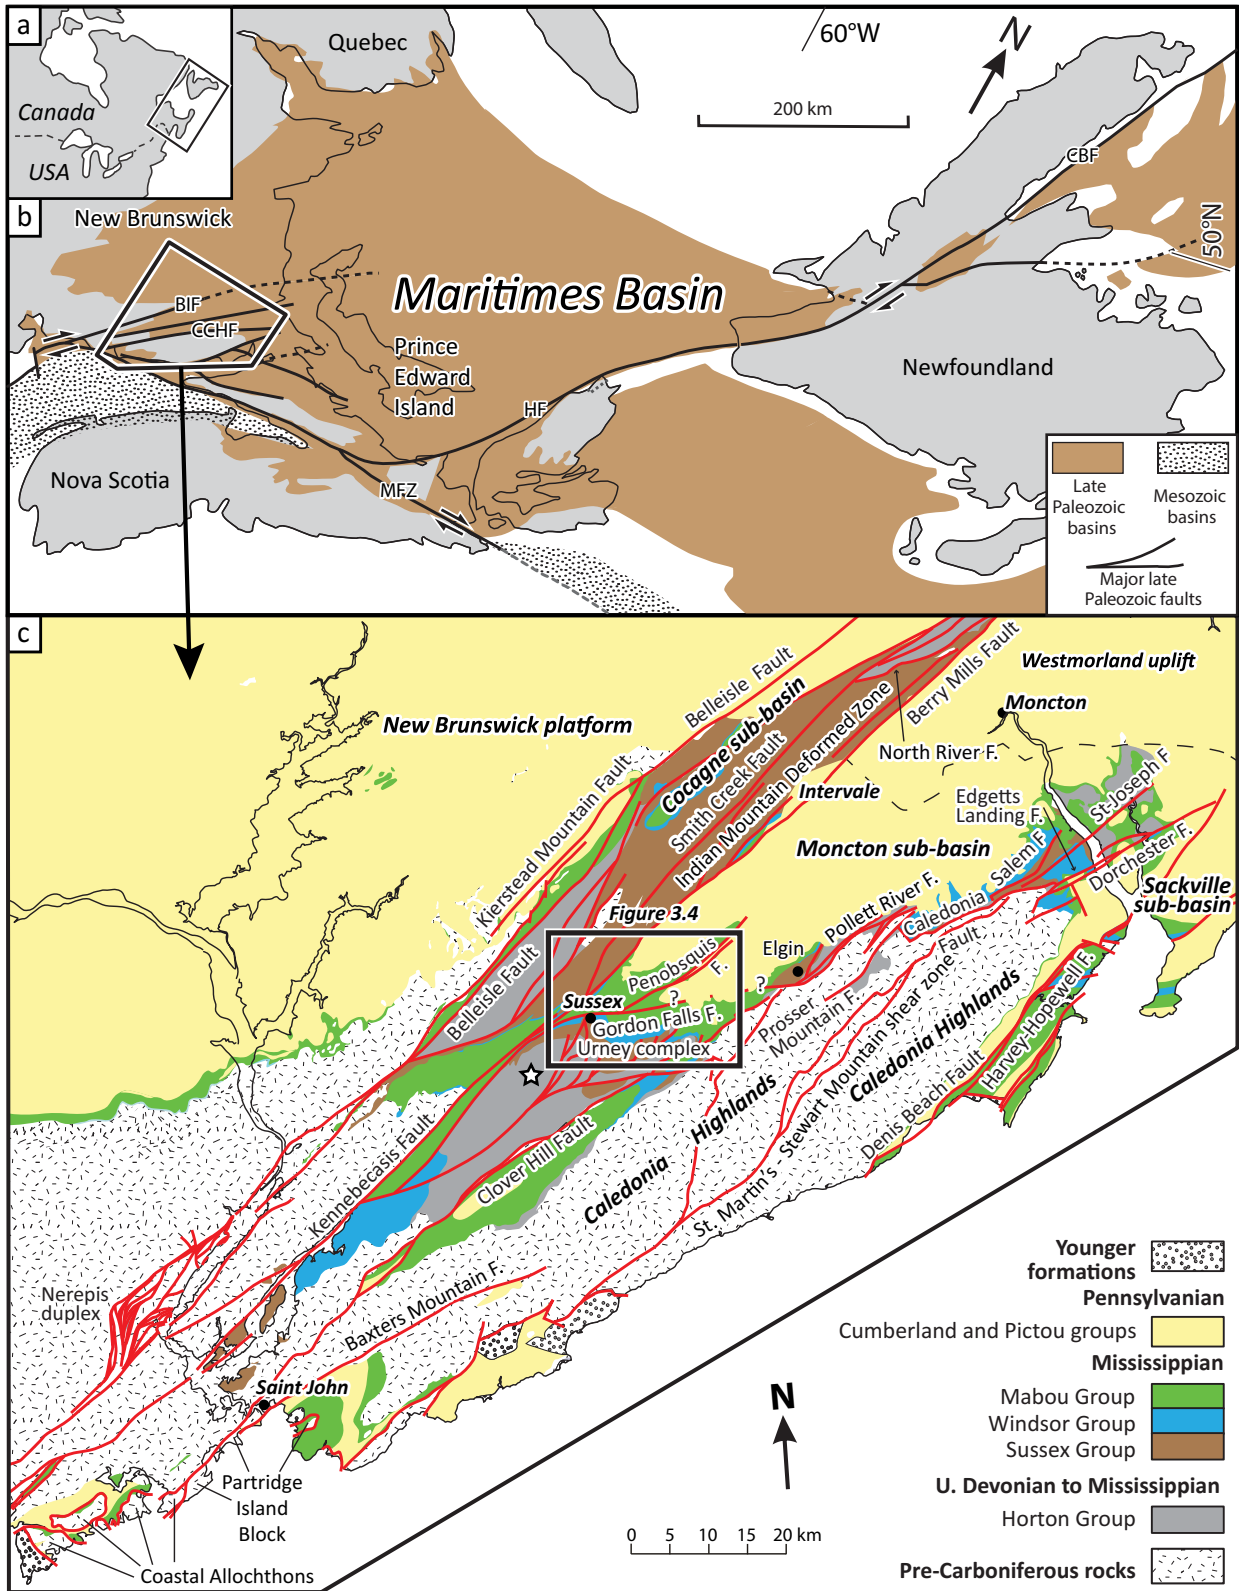 a
Canada
USA
Quebec
60°W
N
200 km
CBF
b
New Brunswick
50°N
BIF
CCHF
Maritimes Basin
Prince
Edward
Island
Newfoundland
HF
Nova Scotia
MFZ
Late
Paleozoic
basins
Mesozoic
basins
Major late
Paleozoic faults
c
New Brunswick platform
Belleisle Fault
Cocagne sub-basin
Smith Creek Fault
Indian Mountain Deformed Zone
Berry Mills Fault
Westmorland uplift
Moncton
North River F.
Intervale
Kierstead Mountain Fault
Edgetts
Landing F.
St-Joseph F
Moncton sub-basin
Salem F.
Dorchester F.
Sackville
sub-basin
Figure 3.4
Pollett River F.
Caledonia
Fault
Elgin
Penobsquis
F.
?
?
Belleisle Fault
Sussex
Gordon Falls F.
Urney complex
Prosser
Mountain F.
Stewart Mountain shear zone
Caledonia Highlands
Harvey-Hopewell F.
Denis Beach Fault
Highlands
Caledonia
St. Martin's
Clover Hill Fault
Kennebecasis Fault
Nerepis
duplex
Baxters Mountain F.
Saint John
Partridge
Island
Block
Coastal Allochthons
N
0 5 10 15 20 km
Younger
formations
Pennsylvanian
Cumberland and Pictou groups
Mississippian
Mabou Group
Windsor Group
Sussex Group
U. Devonian to Mississippian
Horton Group
Pre-Carboniferous rocks